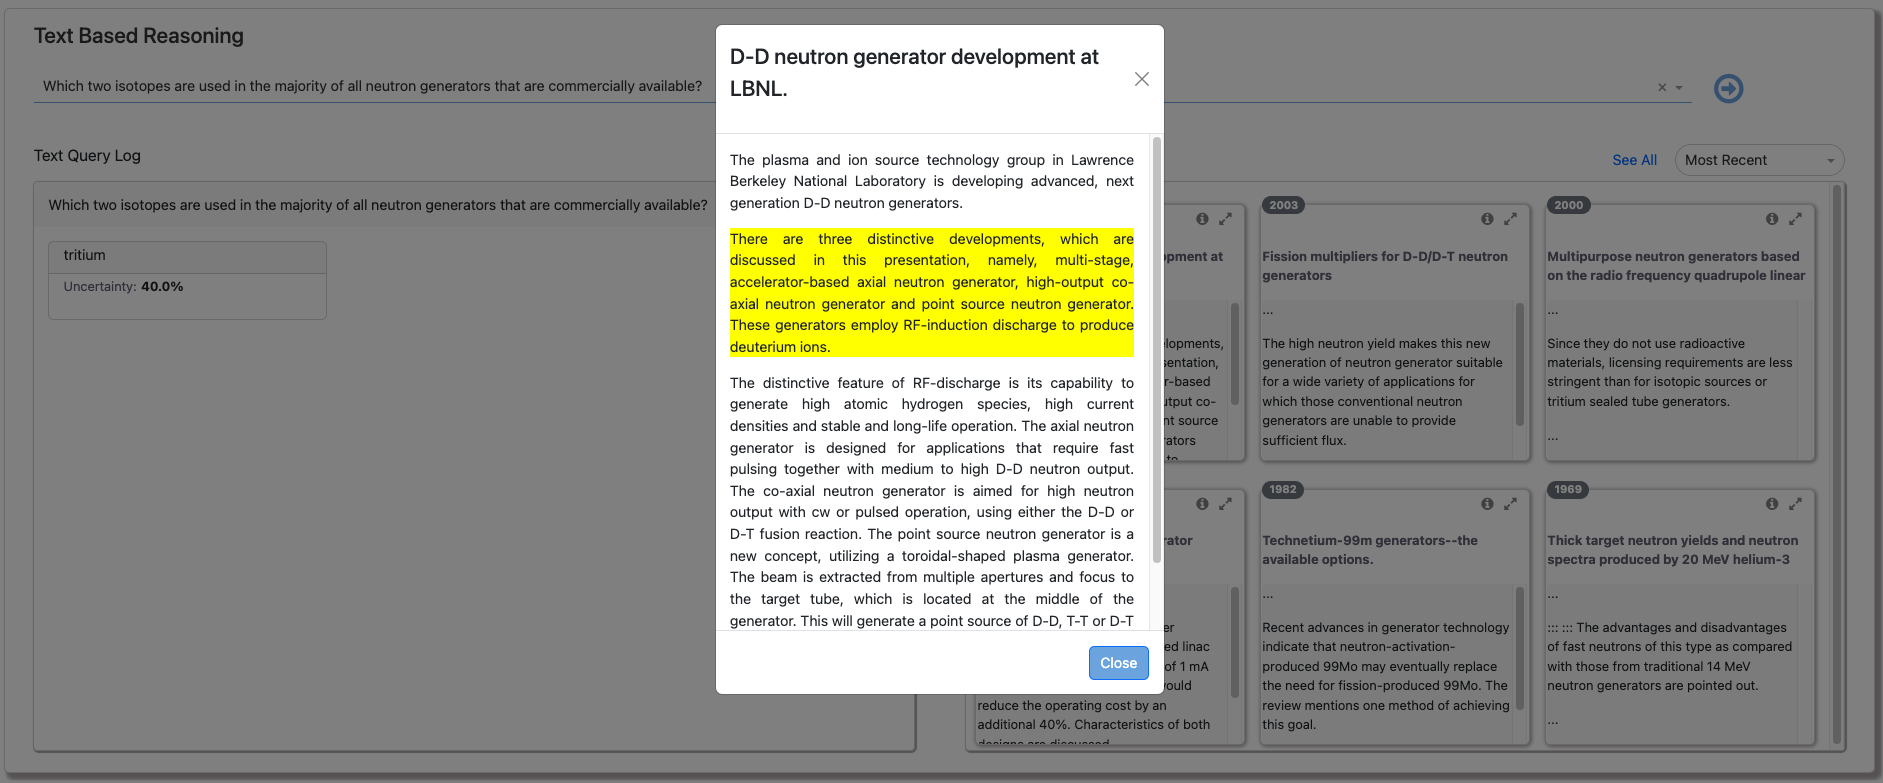 Text Based Reasoning
Which two isotopes are used in the majority of all neutron generators that are commercially available?
Text Query Log
See All
Most Recent
Which two isotopes are used in the majority of all neutron generators that are commercially available?
tritium
Uncertainty: 40.0%
D-D neutron generator development at
LBNL.
The plasma and ion source technology group in Lawrence
Berkeley National Laboratory is developing advanced, next
generation D-D neutron generators.
There are three distinctive developments, which are
discussed in this presentation, namely, multi-stage,
accelerator-based axial neutron generator, high-output co-
axial neutron generator and point source neutron generator.
These generators employ RF-induction discharge to produce
deuterium ions.
The distinctive feature of RF-discharge is its capability to
generate high atomic hydrogen species, high current
densities and stable and long-life operation. The axial neutron
generator is designed for applications that require fast
pulsing together with medium to high D-D neutron output.
The co-axial neutron generator is aimed for high neutron
output with cw or pulsed operation, using either the D-D or
D-T fusion reaction. The point source neutron generator is a
new concept, utilizing a toroidal-shaped plasma generator.
The beam is extracted from multiple apertures and focus to
the target tube, which is located at the middle of the
generator. This will generate a point source of D-D, T-T or D-T
Close
pment at
lopments,
sentation,
r-based
utput co-
nt source
rators
2003
Fission multipliers for D-D/D-T neutron
generators
...
The high neutron yield makes this new
generation of neutron generator suitable
for a wide variety of applications for
which those conventional neutron
generators are unable to provide
sufficient flux.
2000
Multipurpose neutron generators based
on the radio frequency quadrupole linear
...
Since they do not use radioactive
materials, licensing requirements are less
stringent than for isotopic sources or
tritium sealed tube generators.
...
rator
er
ed linac
of 1 mA
vould
reduce the operating cost by an
additional 40%. Characteristics of both
designs are discussed
1982
Technetium-99m generators--the
available options.
...
Recent advances in generator technology
indicate that neutron-activation-
produced 99Mo may eventually replace
the need for fission-produced 99Mo. The
review mentions one method of achieving
this goal.
1969
Thick target neutron yields and neutron
spectra produced by 20 MeV helium-3
...
::: ::: The advantages and disadvantages
of fast neutrons of this type as compared
with those from traditional 14 MeV
neutron generators are pointed out.
...